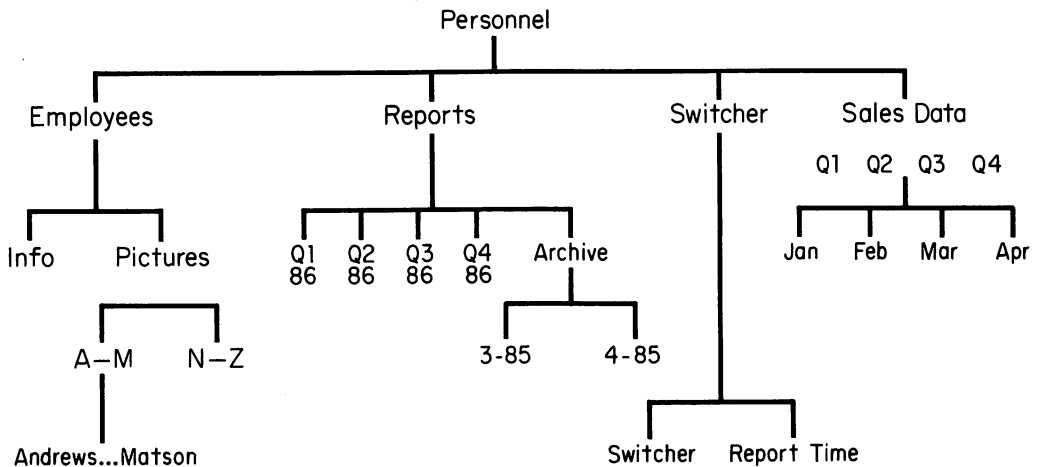 Personnel
Employees Reports Switcher Sales Data
Q1 Q2 Q3 Q4
Info Pictures Q1 86 Q2 86 Q3 86 Q4 86 Archive Jan Feb Mar Apr
A–M N–Z 3-85 4-85
Andrews...Matson Switcher Report Time